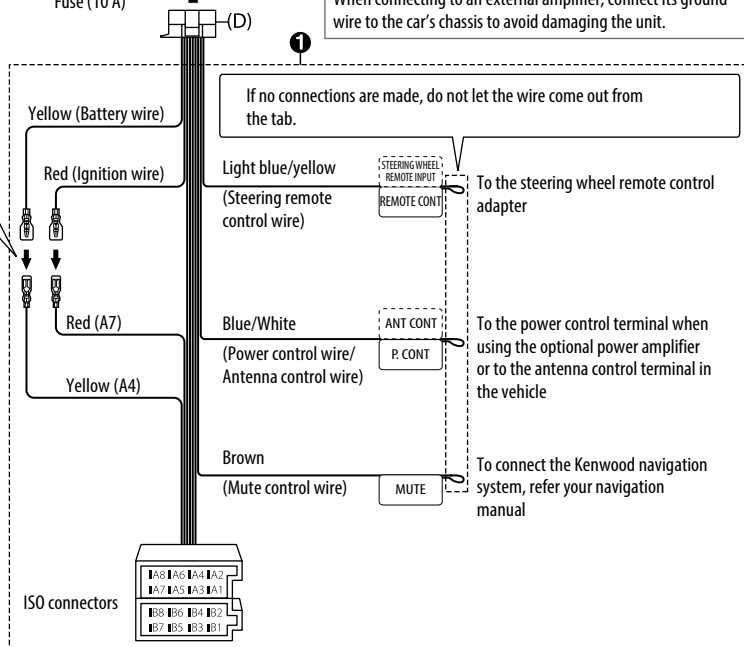 Fuse (10 A)
When connecting to an external amplifier, connect its ground
wire to the car's chassis to avoid damaging the unit.
(D)
1
If no connections are made, do not let the wire come out from
the tab.
Yellow (Battery wire)
Red (Ignition wire)
Light blue/yellow
(Steering remote
control wire)
STEERING WHEEL
REMOTE INPUT
REMOTE CONT
To the steering wheel remote control
adapter
Red (A7)
Yellow (A4)
Blue/White
(Power control wire/
Antenna control wire)
ANT CONT
P. CONT
To the power control terminal when
using the optional power amplifier
or to the antenna control terminal in
the vehicle
Brown
(Mute control wire)
MUTE
To connect the Kenwood navigation
system, refer your navigation
manual
ISO connectors
A8 A6 A4 A2
A7 A5 A3 A1
B8 B6 B4 B2
B7 B5 B3 B1